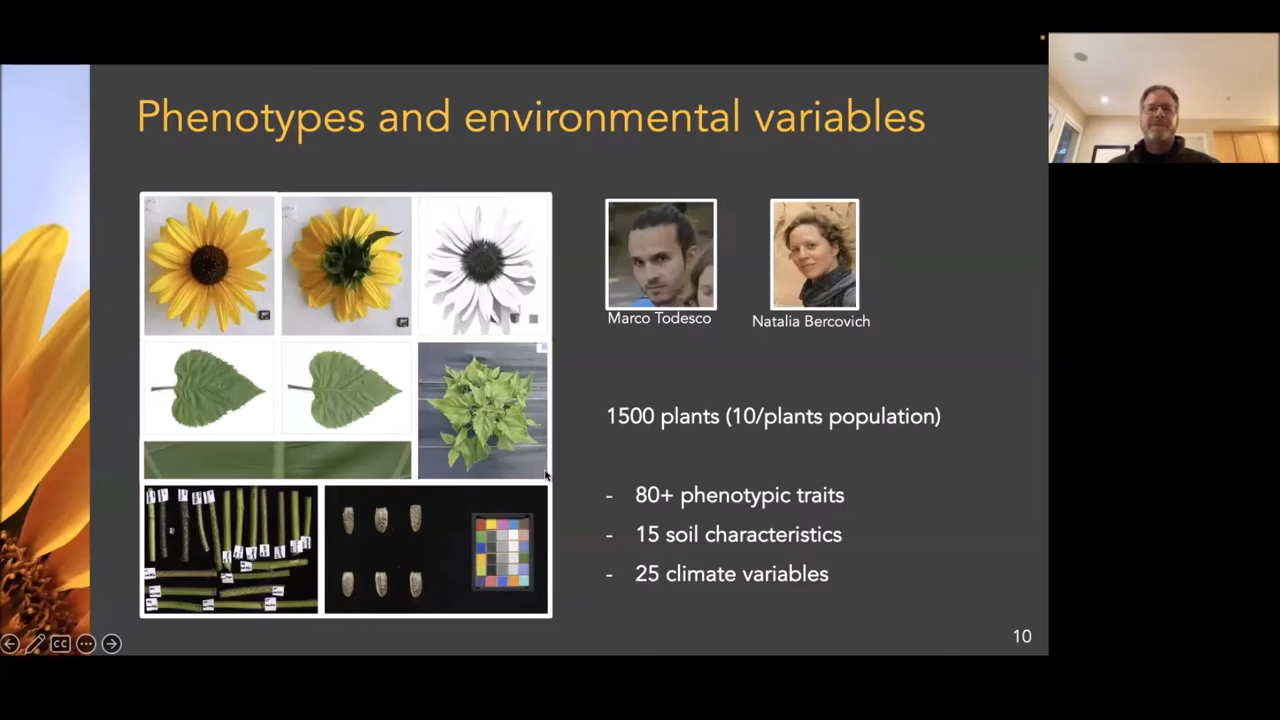 Phenotypes and environmental variables
Marco Todesco
Natalia Bercovich
1500 plants (10/plants population)
- 80+ phenotypic traits
- 15 soil characteristics
- 25 climate variables
10
CC